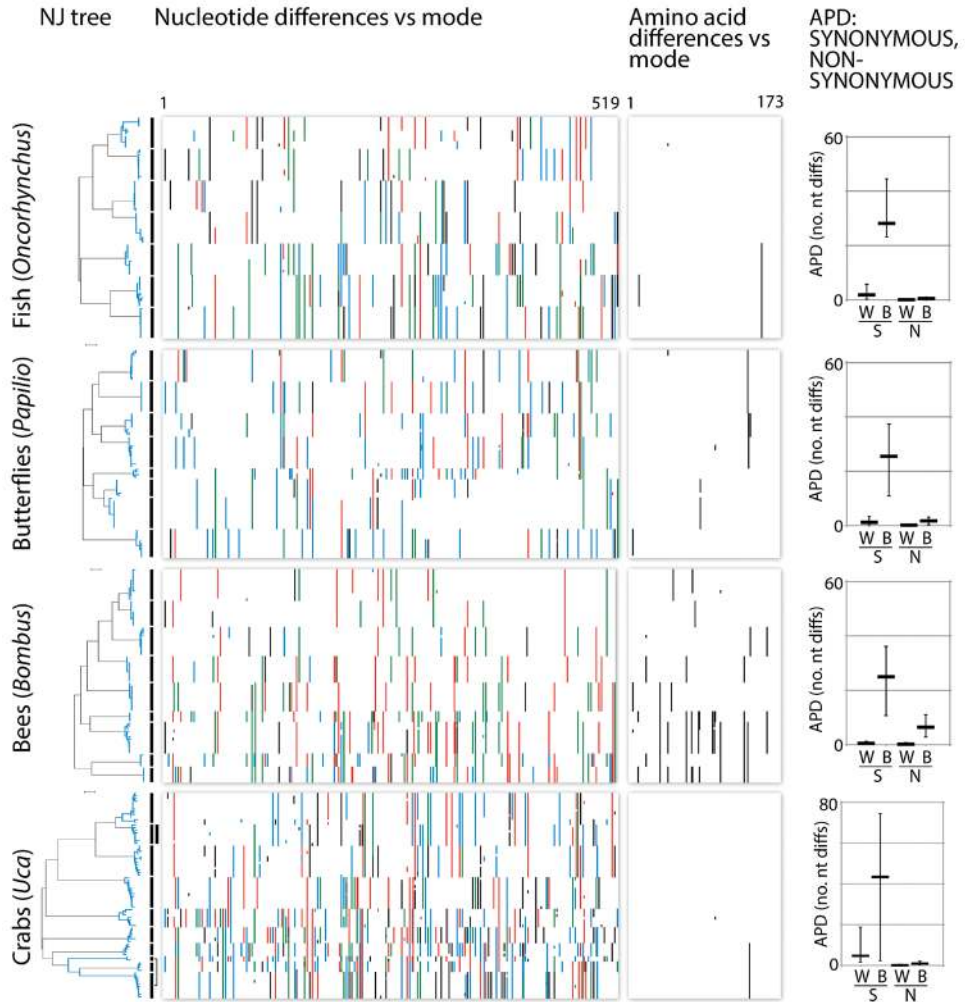 NJ tree
Nucleotide differences vs mode
Amino acid
differences vs
mode
APD:
SYNONYMOUS,
NON-
SYNONYMOUS
1
519
1
173
Fish (Oncorhynchus)
60
APD (no. nt diffs)
0
W B W B
S N
Butterflies (Papilio)
60
APD (no. nt diffs)
0
W B W B
S N
Bees (Bombus)
60
APD (no. nt diffs)
0
W B W B
S N
Crabs (Uca)
80
APD (no. nt diffs)
0
W B W B
S N